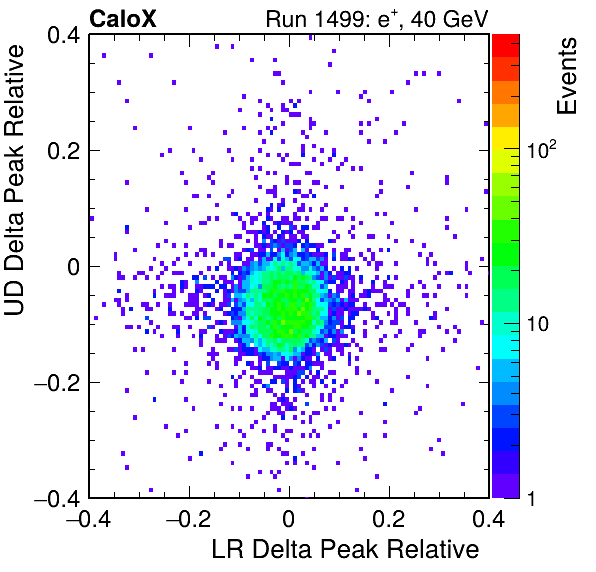 CaloX Run 1499: e⁺, 40 GeV
UD Delta Peak Relative
0.4
0.2
0
−0.2
−0.4
−0.4 −0.2 0 0.2 0.4
LR Delta Peak Relative
Events
10²
10
1